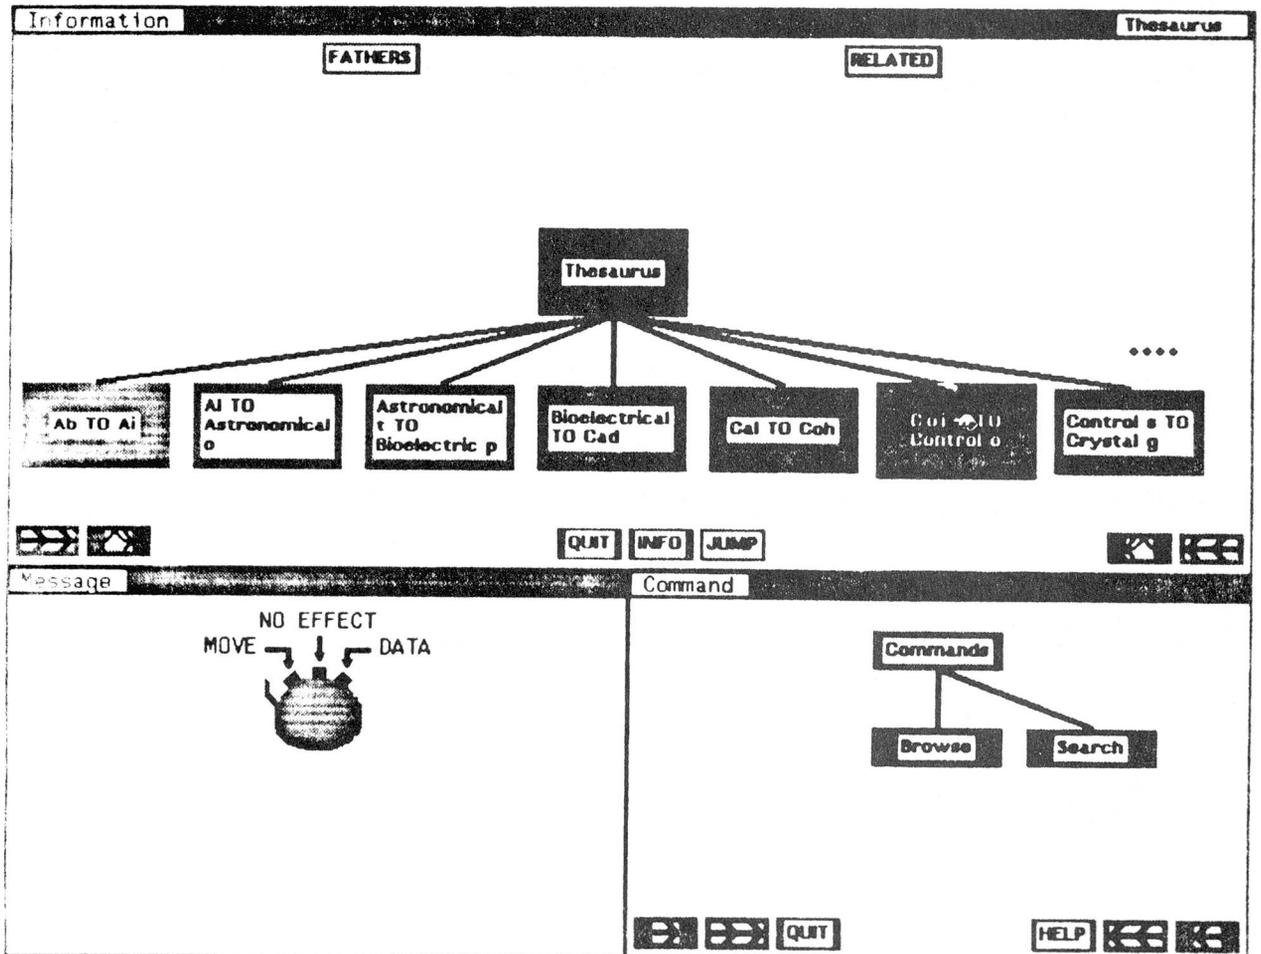 Information
Thesaurus
FATHERS
RELATED
Thesaurus
Ab TO Ai
Al TO
Astronomical
o
Astronomical
t TO
Bioelectric p
Bioelectrical
TO Cad
Cal TO Coh
TO
Control o
Control s TO
Crystal g
QUIT
INFO
JUMP
Message
Command
NO EFFECT
MOVE
DATA
Commands
Browse
Search
QUIT
HELP